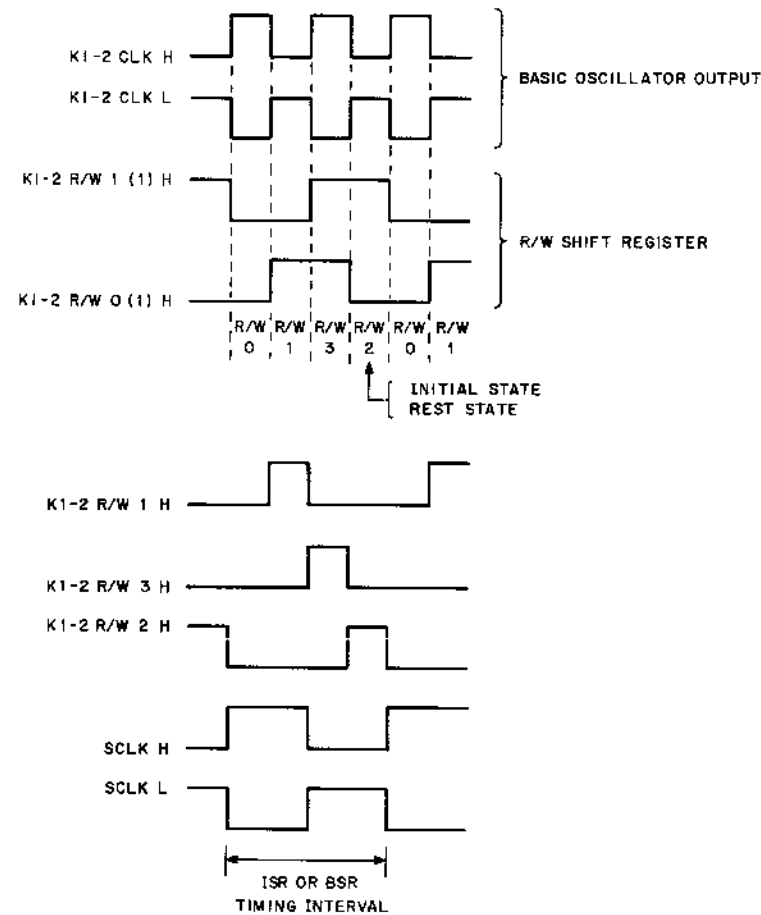 K1-2 CLK H
K1-2 CLK L
BASIC OSCILLATOR OUTPUT
K1-2 R/W 1 (1) H
R/W SHIFT REGISTER
K1-2 R/W 0 (1) H
R/W R/W R/W R/W R/W R/W
0 1 3 2 0 1
INITIAL STATE
REST STATE
K1-2 R/W 1 H
K1-2 R/W 3 H
K1-2 R/W 2 H
SCLK H
SCLK L
ISR OR BSR
TIMING INTERVAL